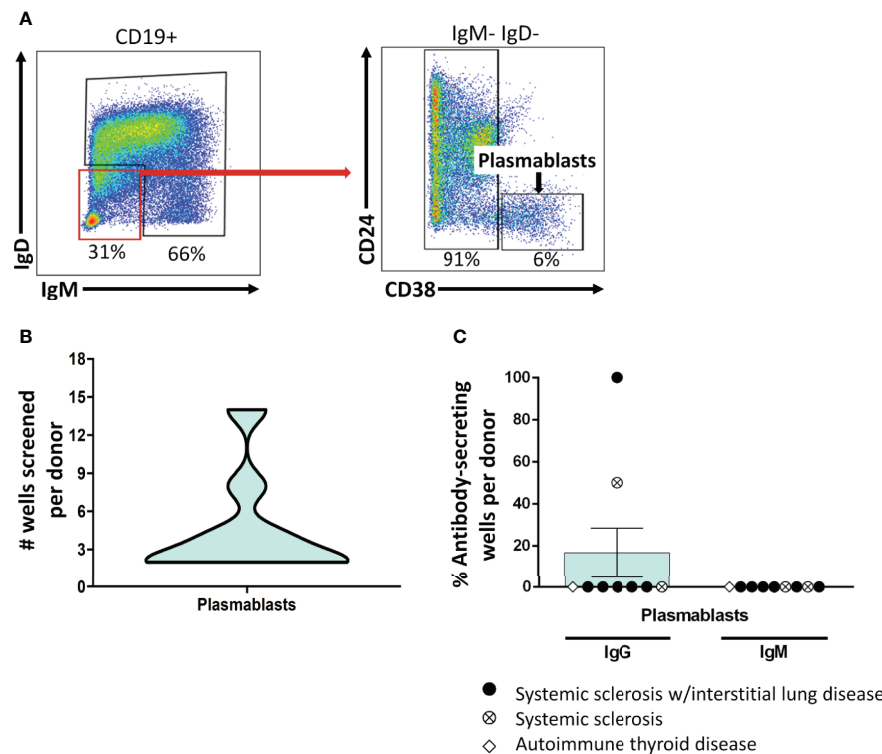 A
CD19+
IgM- IgD-
IgD
31%
66%
IgM
CD24
Plasmablasts
91%
6%
CD38
B
# wells screened
per donor
18
15
12
9
6
3
0
Plasmablasts
C
% Antibody-secreting
wells per donor
100
80
60
40
20
0
Plasmablasts
IgG
IgM
Systemic sclerosis w/interstitial lung disease
Systemic sclerosis
Autoimmune thyroid disease